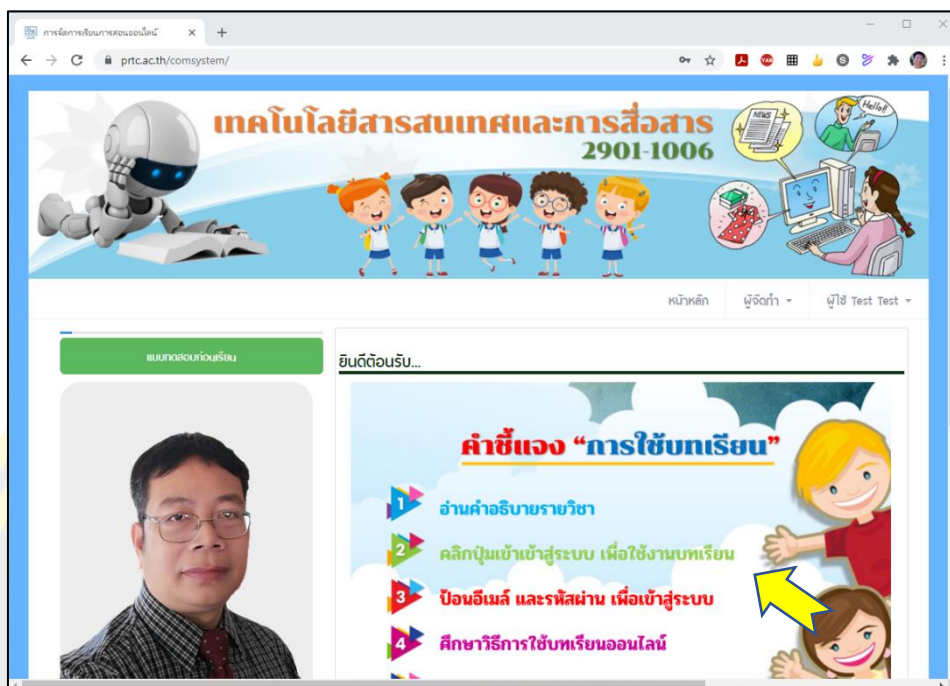 การจัดการเรียนการสอนออนไลน์
prtc.ac.th/comsystem/
เทคโนโลยีสารสนเทศและการสื่อสาร
2901-1006
NEWS
Hello!
หน้าหลัก ผู้จัดทำ ผู้ใช้ Test Test
แบบทดสอบก่อนเรียน
ยินดีต้อนรับ...
คำชี้แจง “การใช้บทเรียน”
1 อ่านคำอธิบายรายวิชา
2 คลิกปุ่มเข้าเข้าสู่ระบบ เพื่อใช้งานบทเรียน
3 ป้อนอีเมล์ และรหัสผ่าน เพื่อเข้าสู่ระบบ
4 ศึกษาวิธีการใช้บทเรียนออนไลน์